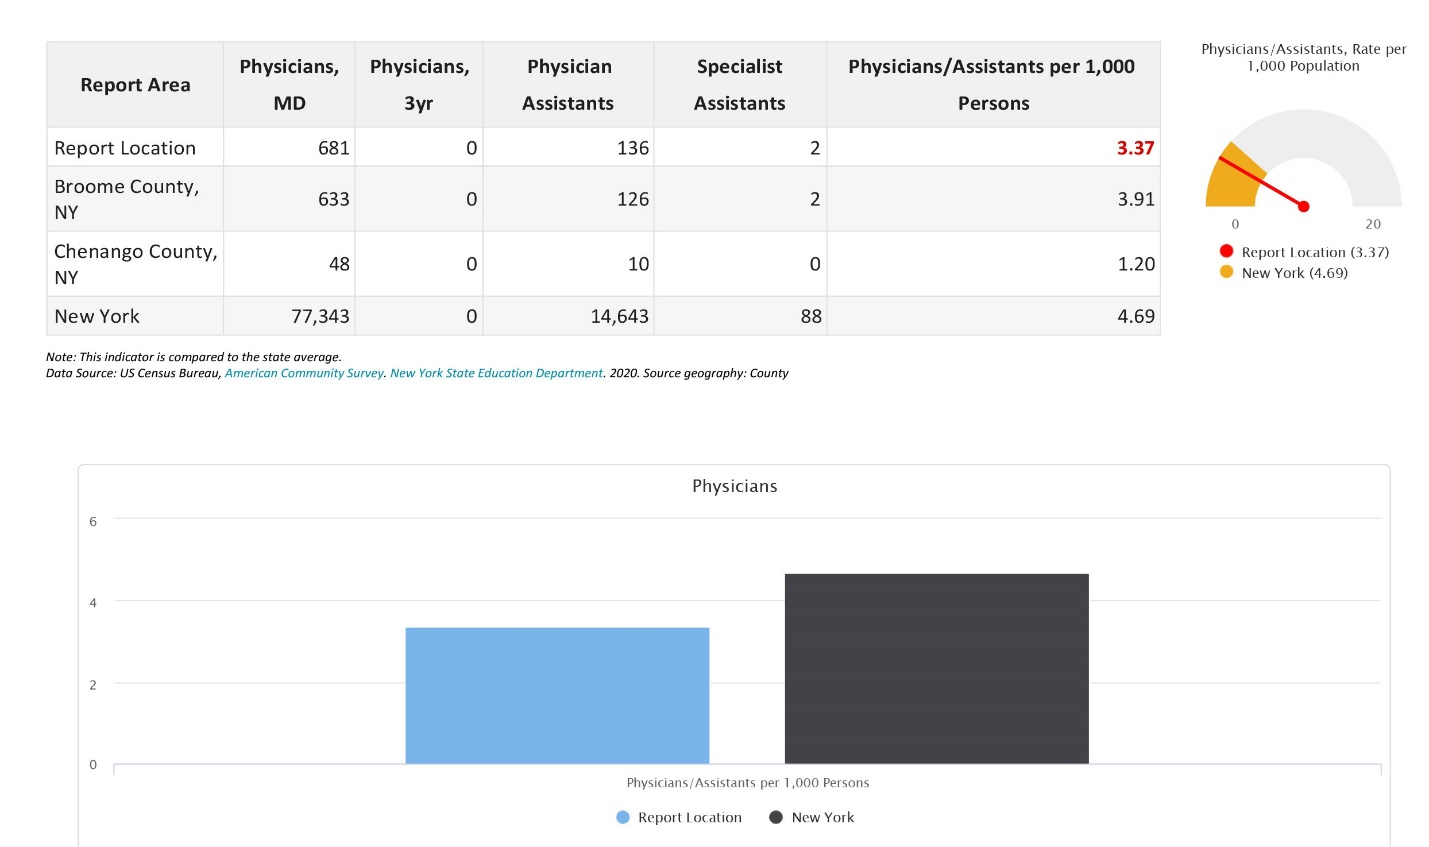 Report Area
Physicians,
MD
Physicians,
3yr
Physician
Assistants
Specialist
Assistants
Physicians/Assistants per 1,000
Persons
Report Location 681 0 136 2 3.37
Broome County,
NY 633 0 126 2 3.91
Chenango County,
NY 48 0 10 0 1.20
New York 77,343 0 14,643 88 4.69
Note: This indicator is compared to the state average.
Data Source: US Census Bureau, American Community Survey. New York State Education Department. 2020. Source geography: County
Physicians/Assistants, Rate per
1,000 Population
0 20
Report Location (3.37)
New York (4.69)
Physicians
6
4
2
0
Physicians/Assistants per 1,000 Persons
Report Location New York